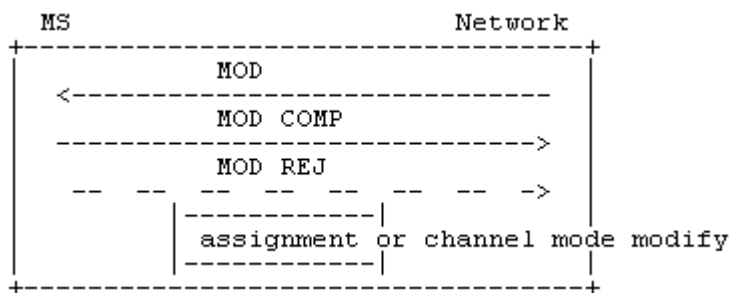 MS Network
MOD
MOD COMP
MOD REJ
assignment or channel mode modify